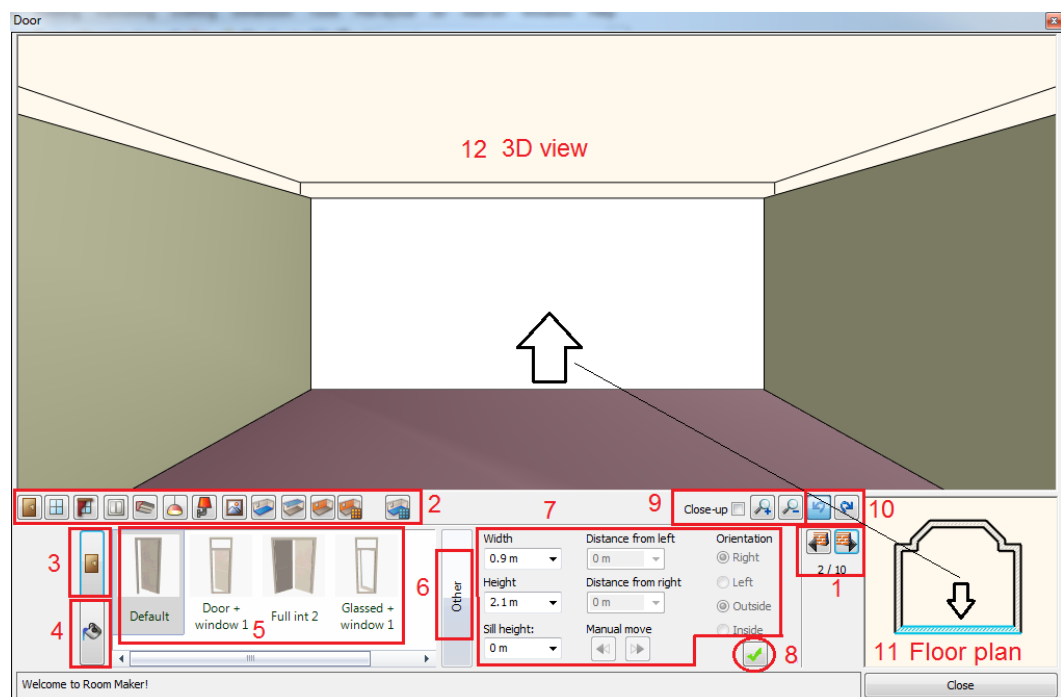 Door
12 3D view
2
7
9
Close-up
10
3
4
Default
Door +
window 1
Full int 2
Glassed +
window 1
5
6
Other
Width
0.9 m
Height
2.1 m
Sill height:
0 m
Distance from left
0 m
Distance from right
0 m
Manual move
Orientation
Right
Left
Outside
Inside
8
2 / 10
1
11 Floor plan
Welcome to Room Maker!
Close